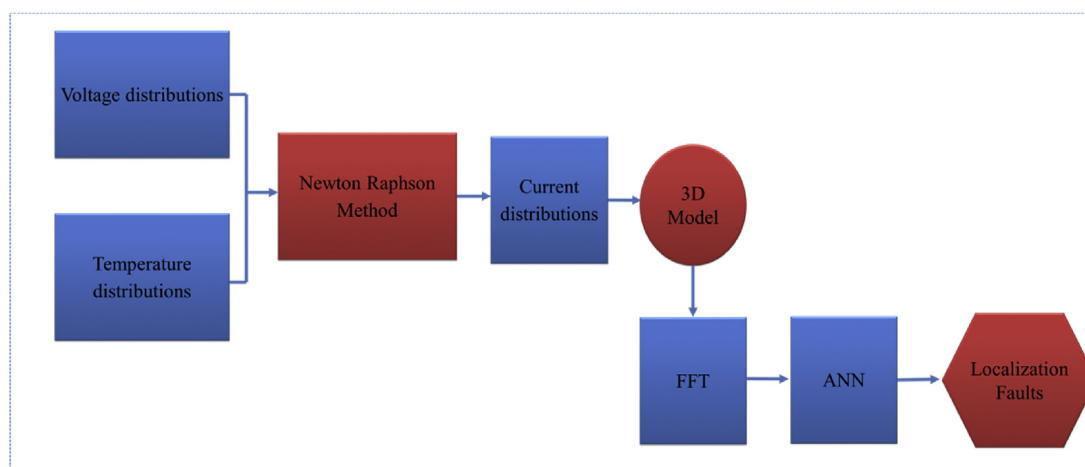 Voltage distributions
Temperature
distributions
Newton Raphson
Method
Current
distributions
3D
Model
FFT
ANN
Localization
Faults